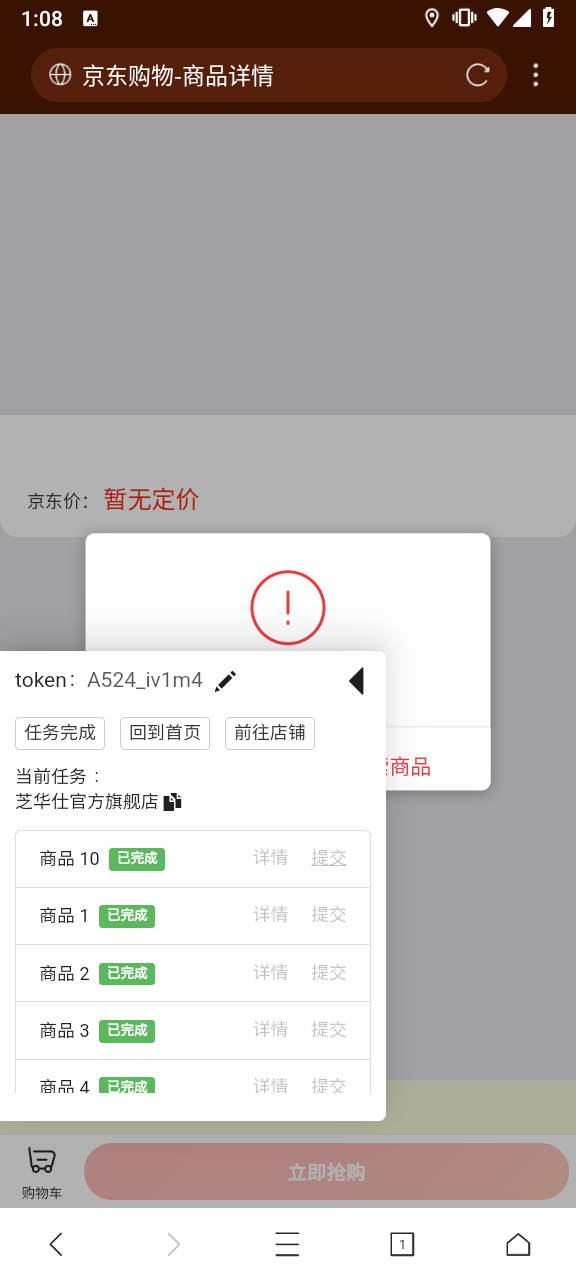 1:08
A
京东购物-商品详情
京东价: 暂无定价
token: A524_iv1m4
商品
任务完成 回到首页 前往店铺
当前任务 :
芝华仕官方旗舰店
商品 10 已完成 详情 提交
商品 1 已完成 详情 提交
商品 2 已完成 详情 提交
商品 3 已完成 详情 提交
商品 4 已完成 详情 提交
购物车
立即抢购
1